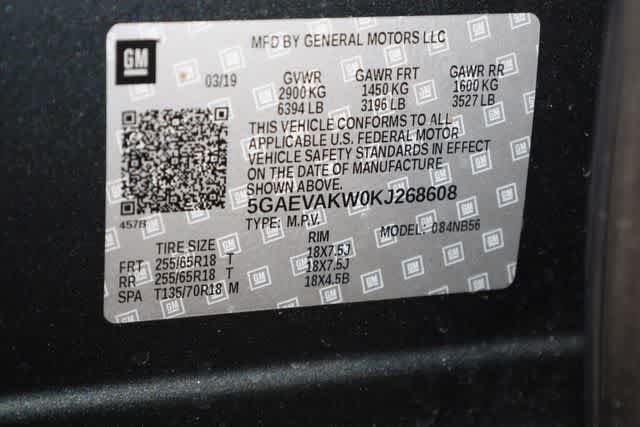 GM
MFD BY GENERAL MOTORS LLC
03/19 GVWR GAWR FRT GAWR RR
2900 KG 1450 KG 1600 KG
6394 LB 3196 LB 3527 LB
THIS VEHICLE CONFORMS TO ALL
APPLICABLE U.S. FEDERAL MOTOR
VEHICLE SAFETY STANDARDS IN EFFECT
ON THE DATE OF MANUFACTURE
SHOWN ABOVE.
5GAEVAKW0KJ268608
4578
TYPE: M.P.V. MODEL: 084NB56
TIRE SIZE RIM
FRT 255/65R18 T 18X7.5J
RR 255/65R18 T 18X7.5J
SPA T135/70R18 M 18X4.5B